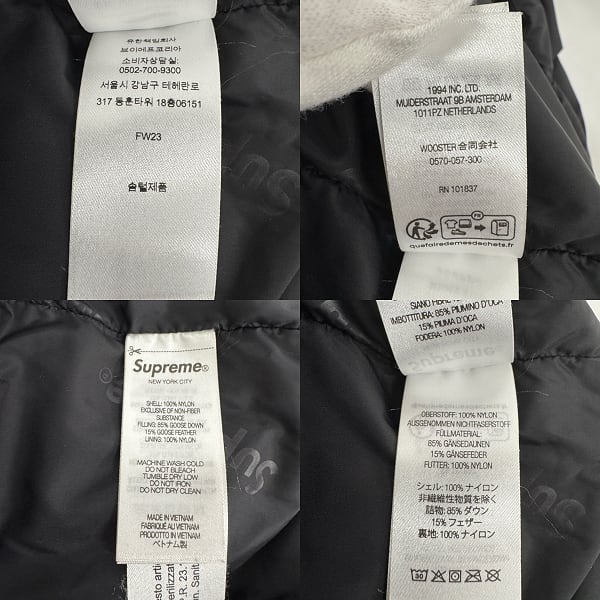 유한책임회사
브이에프코리아
소비자상담실:
0502-700-9300
서울시 강남구 테헤란로
317 동훈타워 18층06151
FW23
솜털제품
1994 INC. LTD.
MUIDERSTRAAT 9B AMSTERDAM
1011PZ NETHERLANDS
WOOSTER 合同会社
0570-057-300
RN 101837
FR
quefairedemesdechets.fr
Supreme®
NEW YORK CITY
SHELL: 100% NYLON
EXCLUSIVE OF NON-FIBER
SUBSTANCE
FILLING: 85% GOOSE DOWN
15% GOOSE FEATHER
LINING: 100% NYLON
MACHINE WASH COLD
DO NOT BLEACH
TUMBLE DRY LOW
DO NOT IRON
DO NOT DRY CLEAN
MADE IN VIETNAM
FABRIQUÉ AU VIETNAM
PRODOTTO IN VIETNAM
ベトナム製
IMBOTTITURA: 85% PIUMINO D'OCA
15% PIUMA D'OCA
FODERA: 100% NYLON
OBERSTOFF: 100% NYLON
AUSGENOMMEN NICHTFASERSTOFF
FÜLLMATERIAL:
85% GÄNSEDAUNEN
15% GÄNSEFEDER
FUTTER: 100% NYLON
シェル: 100% ナイロン
非繊維性物質を除く
詰物: 85% ダウン
15% フェザー
裏地: 100% ナイロン